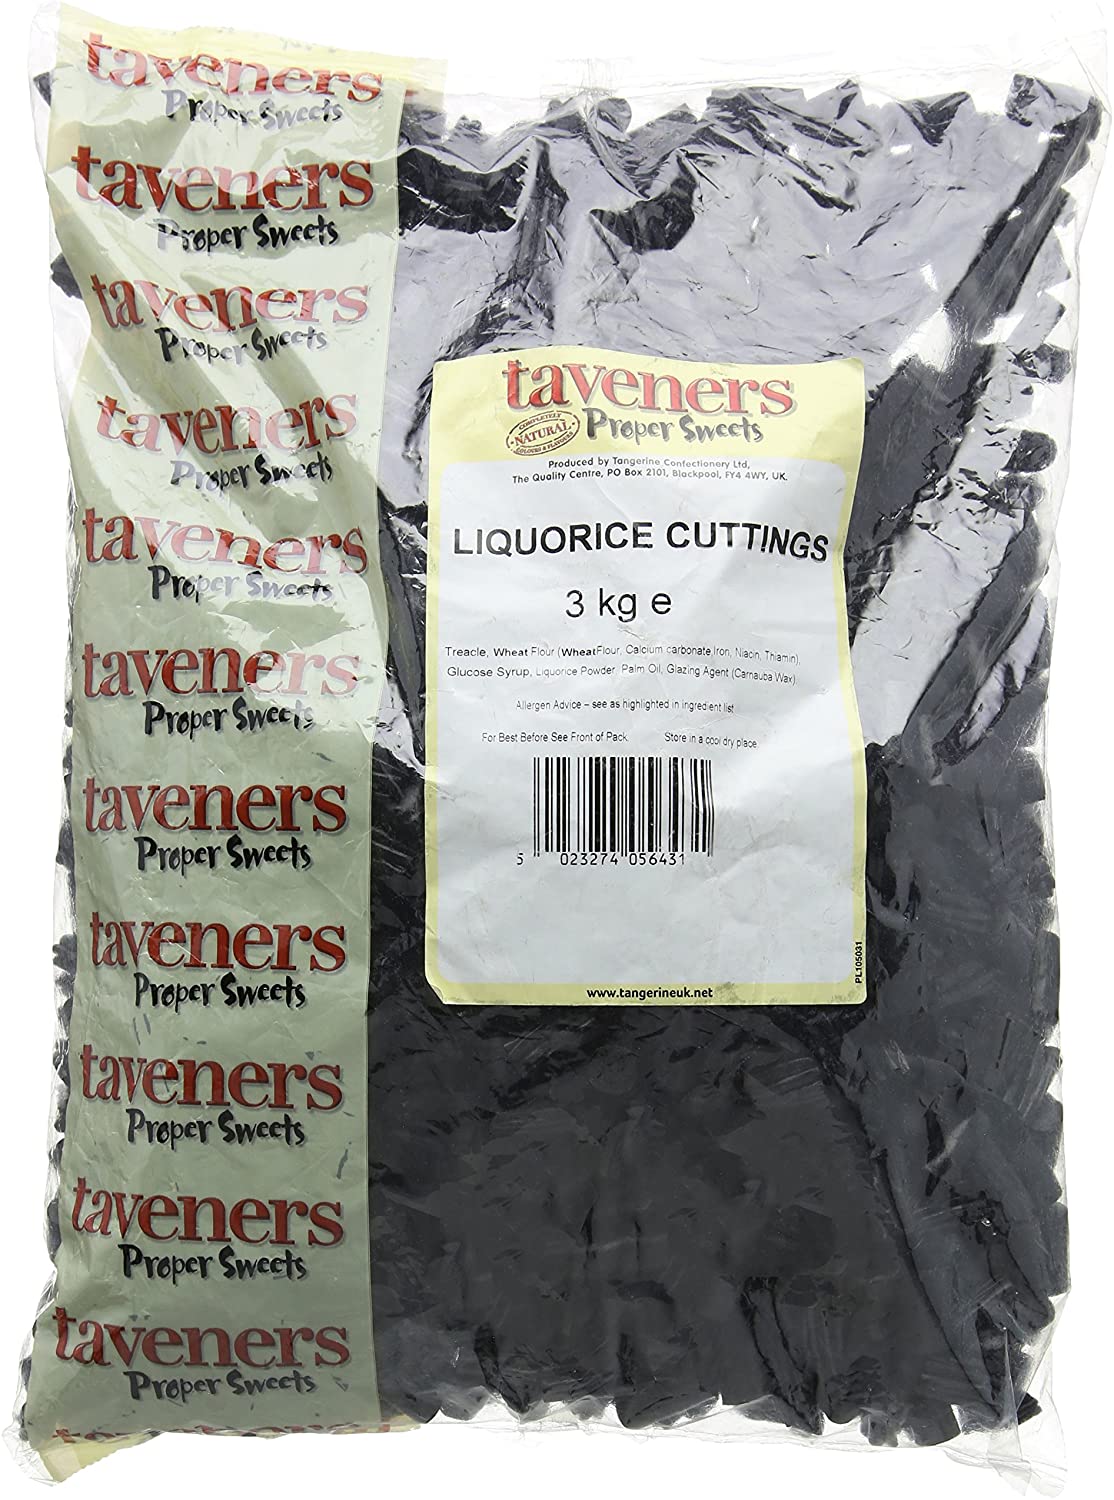 taveners
Proper Sweets
taveners
Proper Sweets
taveners
Proper Sweets
taveners
Proper Sweets
taveners
Proper Sweets
taveners
Proper Sweets
taveners
Proper Sweets
taveners
Proper Sweets
taveners
Proper Sweets
taveners
Proper Sweets
taveners
Proper Sweets
taveners
COMPLETELY
NATURAL
COLOURS & FLAVOURS
Proper Sweets
Produced by Tangerine Confectionery Ltd,
The Quality Centre, PO Box 2101, Blackpool, FY4 4WY, UK.
LIQUORICE CUTTINGS
3 kg e
Treacle, Wheat Flour (Wheat Flour, Calcium carbonate, Iron, Niacin, Thiamin),
Glucose Syrup, Liquorice Powder, Palm Oil, Glazing Agent (Carnauba Wax)
Allergen Advice – see as highlighted in ingredient list
For Best Before See Front of Pack. Store in a cool dry place.
5 023274 056431
PL105031
www.tangerineuk.net